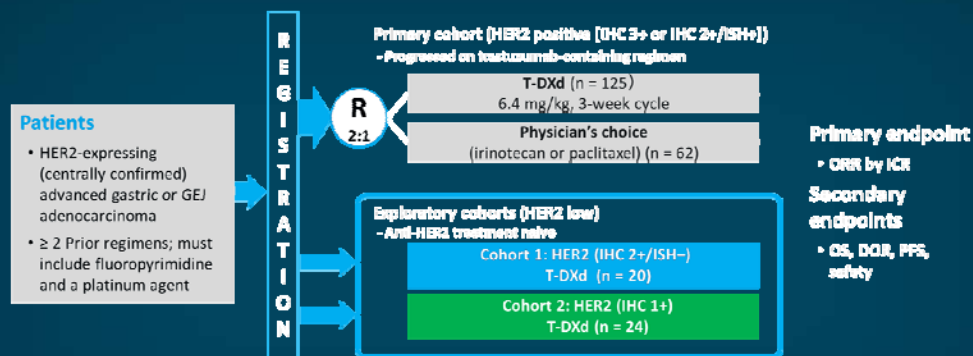 Patients
• HER2-expressing
(centrally confirmed)
advanced gastric or GEJ
adenocarcinoma
• ≥ 2 Prior regimens; must
include fluoropyrimidine
and a platinum agent
REGISTRATION
R
2:1
Primary cohort (HER2 positive [IHC 3+ or IHC 2+/ISH+])
– Progressed on trastuzumab-containing regimen
T-DXd (n = 125)
6.4 mg/kg, 3-week cycle
Physician's choice
(irinotecan or paclitaxel) (n = 62)
Exploratory cohorts (HER2 low)
– Anti-HER2 treatment naive
Cohort 1: HER2 (IHC 2+/ISH–)
T-DXd (n = 20)
Cohort 2: HER2 (IHC 1+)
T-DXd (n = 24)
Primary endpoint
• ORR by ICR
Secondary
endpoints
• OS, DOR, PFS,
safety